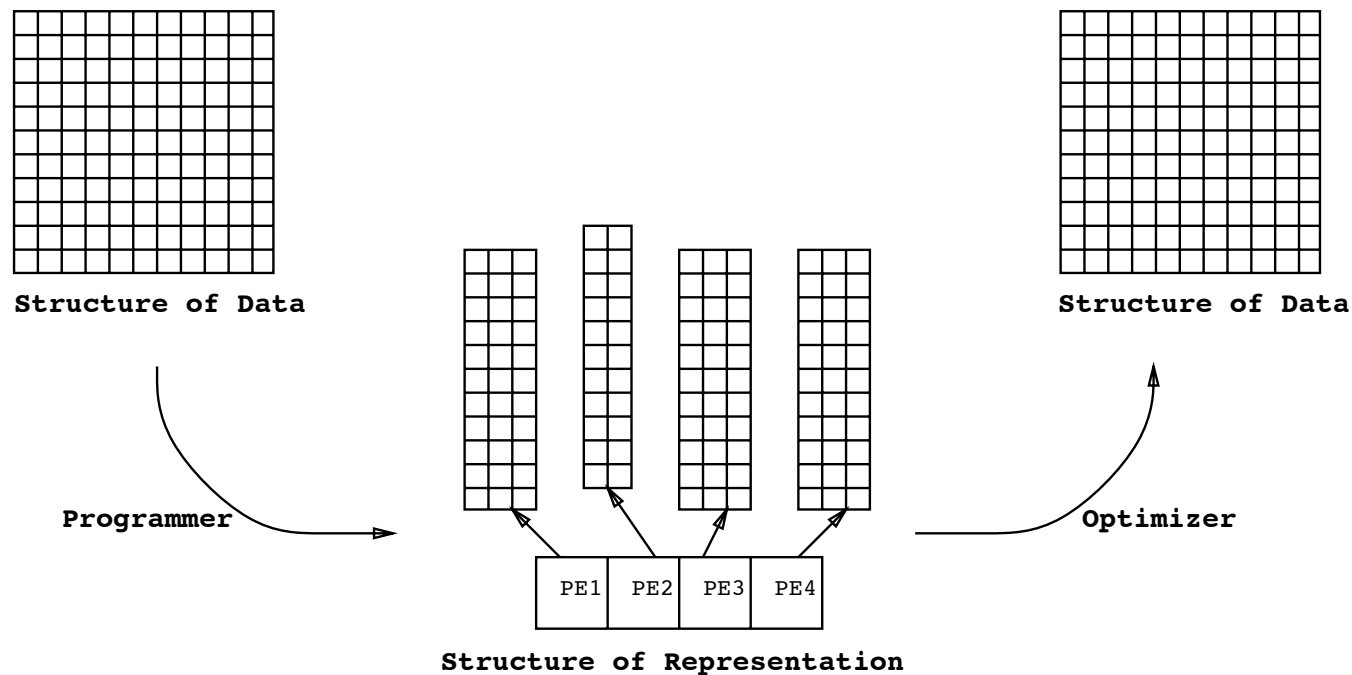 Structure of Data
Structure of Data
Programmer
Optimizer
PE1 PE2 PE3 PE4
Structure of Representation